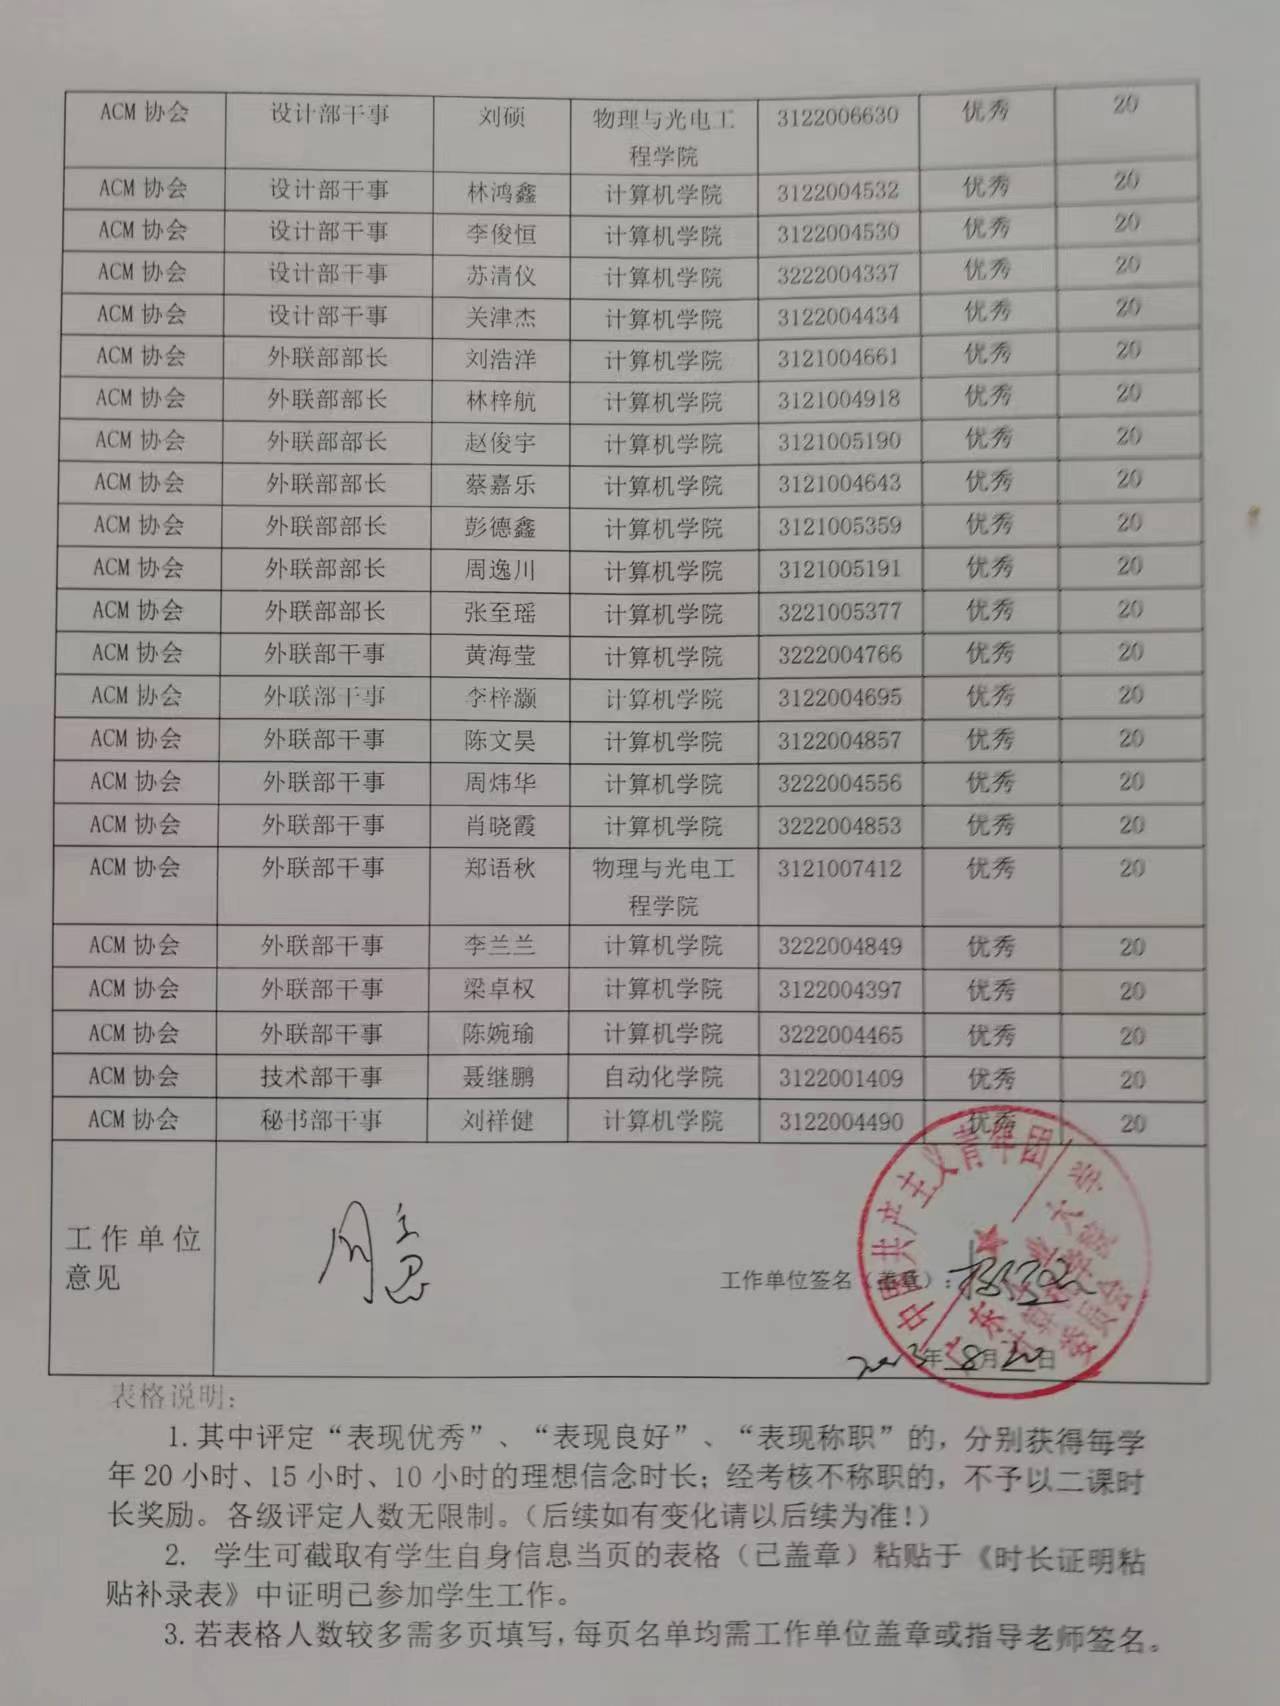 ACM 协会 设计部干事 刘硕 物理与光电工 3122006630 优秀 20
程学院
ACM 协会 设计部干事 林鸿鑫 计算机学院 3122004532 优秀 20
ACM 协会 设计部干事 李俊恒 计算机学院 3122004530 优秀 20
ACM 协会 设计部干事 苏清仪 计算机学院 3222004337 优秀 20
ACM 协会 设计部干事 关津杰 计算机学院 3122004434 优秀 20
ACM 协会 外联部部长 刘浩洋 计算机学院 3121004661 优秀 20
ACM 协会 外联部部长 林梓航 计算机学院 3121004918 优秀 20
ACM 协会 外联部部长 赵俊宇 计算机学院 3121005190 优秀 20
ACM 协会 外联部部长 蔡嘉乐 计算机学院 3121004643 优秀 20
ACM 协会 外联部部长 彭德鑫 计算机学院 3121005359 优秀 20
ACM 协会 外联部部长 周逸川 计算机学院 3121005191 优秀 20
ACM 协会 外联部部长 张至瑶 计算机学院 3221005377 优秀 20
ACM 协会 外联部干事 黄海莹 计算机学院 3222004766 优秀 20
ACM 协会 外联部干事 李梓灏 计算机学院 3122004695 优秀 20
ACM 协会 外联部干事 陈文昊 计算机学院 3122004857 优秀 20
ACM 协会 外联部干事 周炜华 计算机学院 3222004556 优秀 20
ACM 协会 外联部干事 肖晓霞 计算机学院 3222004853 优秀 20
ACM 协会 外联部干事 郑语秋 物理与光电工 3121007412 优秀 20
程学院
ACM 协会 外联部干事 李兰兰 计算机学院 3222004849 优秀 20
ACM 协会 外联部干事 梁卓权 计算机学院 3122004397 优秀 20
ACM 协会 外联部干事 陈婉瑜 计算机学院 3222004465 优秀 20
ACM 协会 技术部干事 聂继鹏 自动化学院 3122001409 优秀 20
ACM 协会 秘书部干事 刘祥健 计算机学院 3122004490 优秀 20
中国共产主义青年团
工作单位
意见
同意
工作单位签名（盖章）：
2023年8月20日
表格说明：
1.其中评定“表现优秀”、“表现良好”、“表现称职”的，分别获得每学
年20小时、15小时、10小时的理想信念时长；经考核不称职的，不予以二课时
长奖励。各级评定人数无限制。（后续如有变化请以后续为准！）
2. 学生可截取有学生自身信息当页的表格（已盖章）粘贴于《时长证明粘
贴补录表》中证明已参加学生工作。
3.若表格人数较多需多页填写，每页名单均需工作单位盖章或指导老师签名。